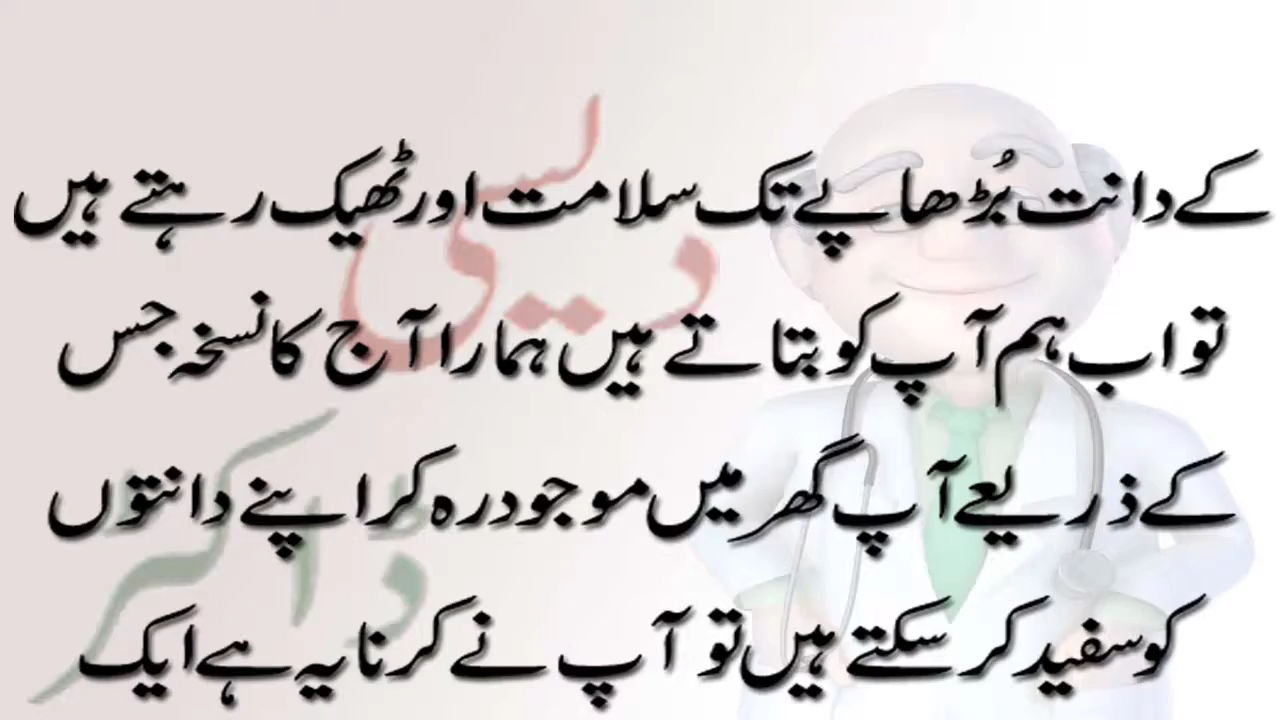 کے دانت بُڑھاپے تک سلامت اور ٹھیک رہتے ہیں
تو اب ہم آپ کو بتاتے ہیں ہمارا آج کا نسخہ جس
کے ذریعے آپ گھر میں موجود رہ کر اپنے دانتوں
کو سفید کر سکتے ہیں تو آپ نے کرنا یہ ہے ایک
دیسی
ڈاکٹر